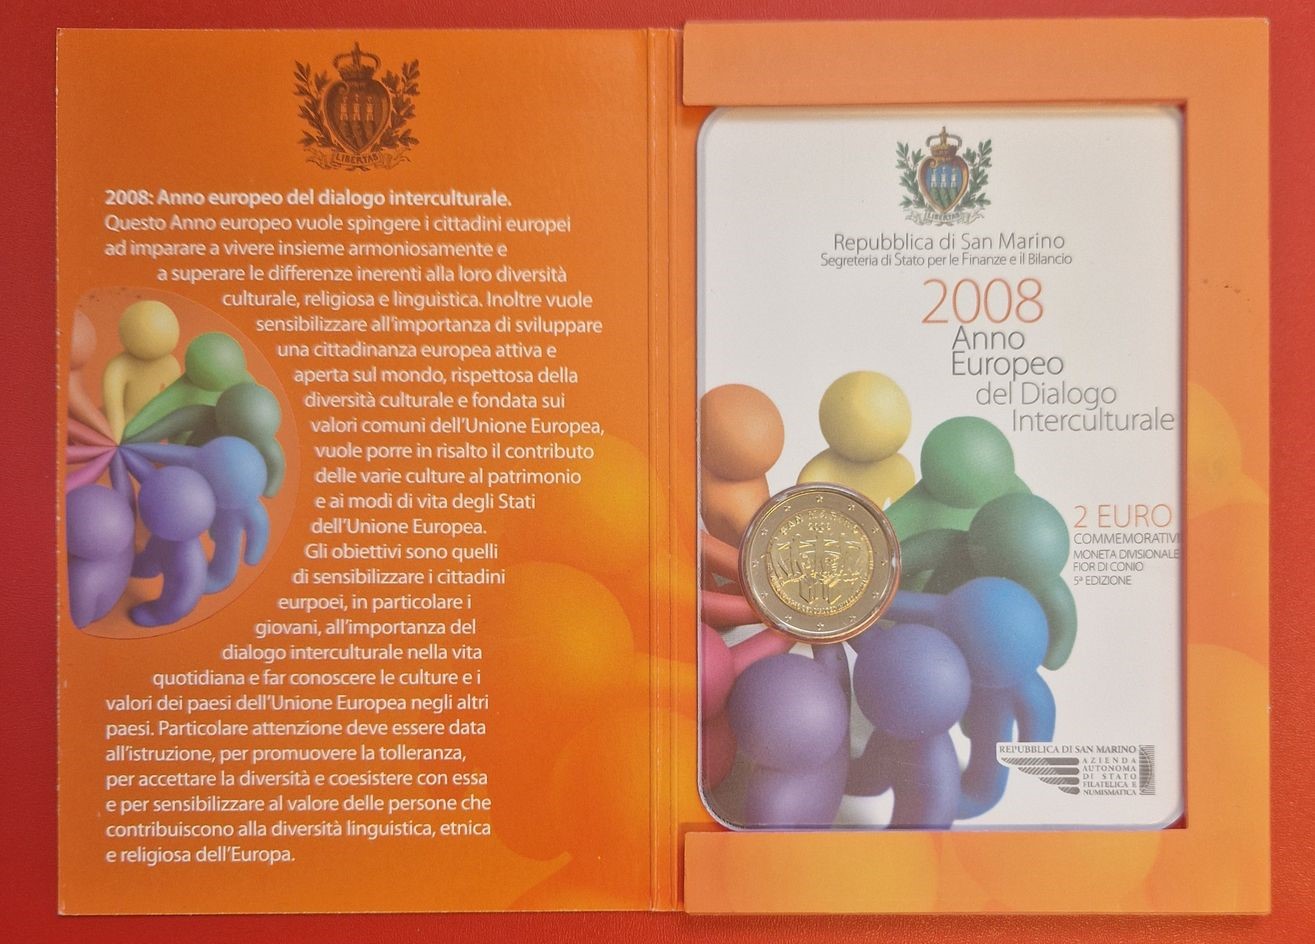 LIBERTAS
2008: Anno europeo del dialogo interculturale.
Questo Anno europeo vuole spingere i cittadini europei
ad imparare a vivere insieme armoniosamente e
a superare le differenze inerenti alla loro diversità
culturale, religiosa e linguistica. Inoltre vuole
sensibilizzare all'importanza di sviluppare
una cittadinanza europea attiva e
aperta sul mondo, rispettosa della
diversità culturale e fondata sui
valori comuni dell'Unione Europea,
vuole porre in risalto il contributo
delle varie culture al patrimonio
e ai modi di vita degli Stati
dell'Unione Europea.
Gli obiettivi sono quelli
di sensibilizzare i cittadini
eurpoei, in particolare i
giovani, all'importanza del
dialogo interculturale nella vita
quotidiana e far conoscere le culture e i
valori dei paesi dell'Unione Europea negli altri
paesi. Particolare attenzione deve essere data
all'istruzione, per promuovere la tolleranza,
per accettare la diversità e coesistere con essa
e per sensibilizzare al valore delle persone che
contribuiscono alla diversità linguistica, etnica
e religiosa dell'Europa.
LIBERTAS
Repubblica di San Marino
Segreteria di Stato per le Finanze e il Bilancio
2008
Anno
Europeo
del Dialogo
Interculturale
2 EURO
COMMEMORATIVI
MONETA DIVISIONALE
FIOR DI CONIO
5ª EDIZIONE
SAN MARINO
2008
REPUBBLICA DI SAN MARINO
AZIENDA
AUTONOMA
DI STATO
FILATELICA E
NUMISMATICA